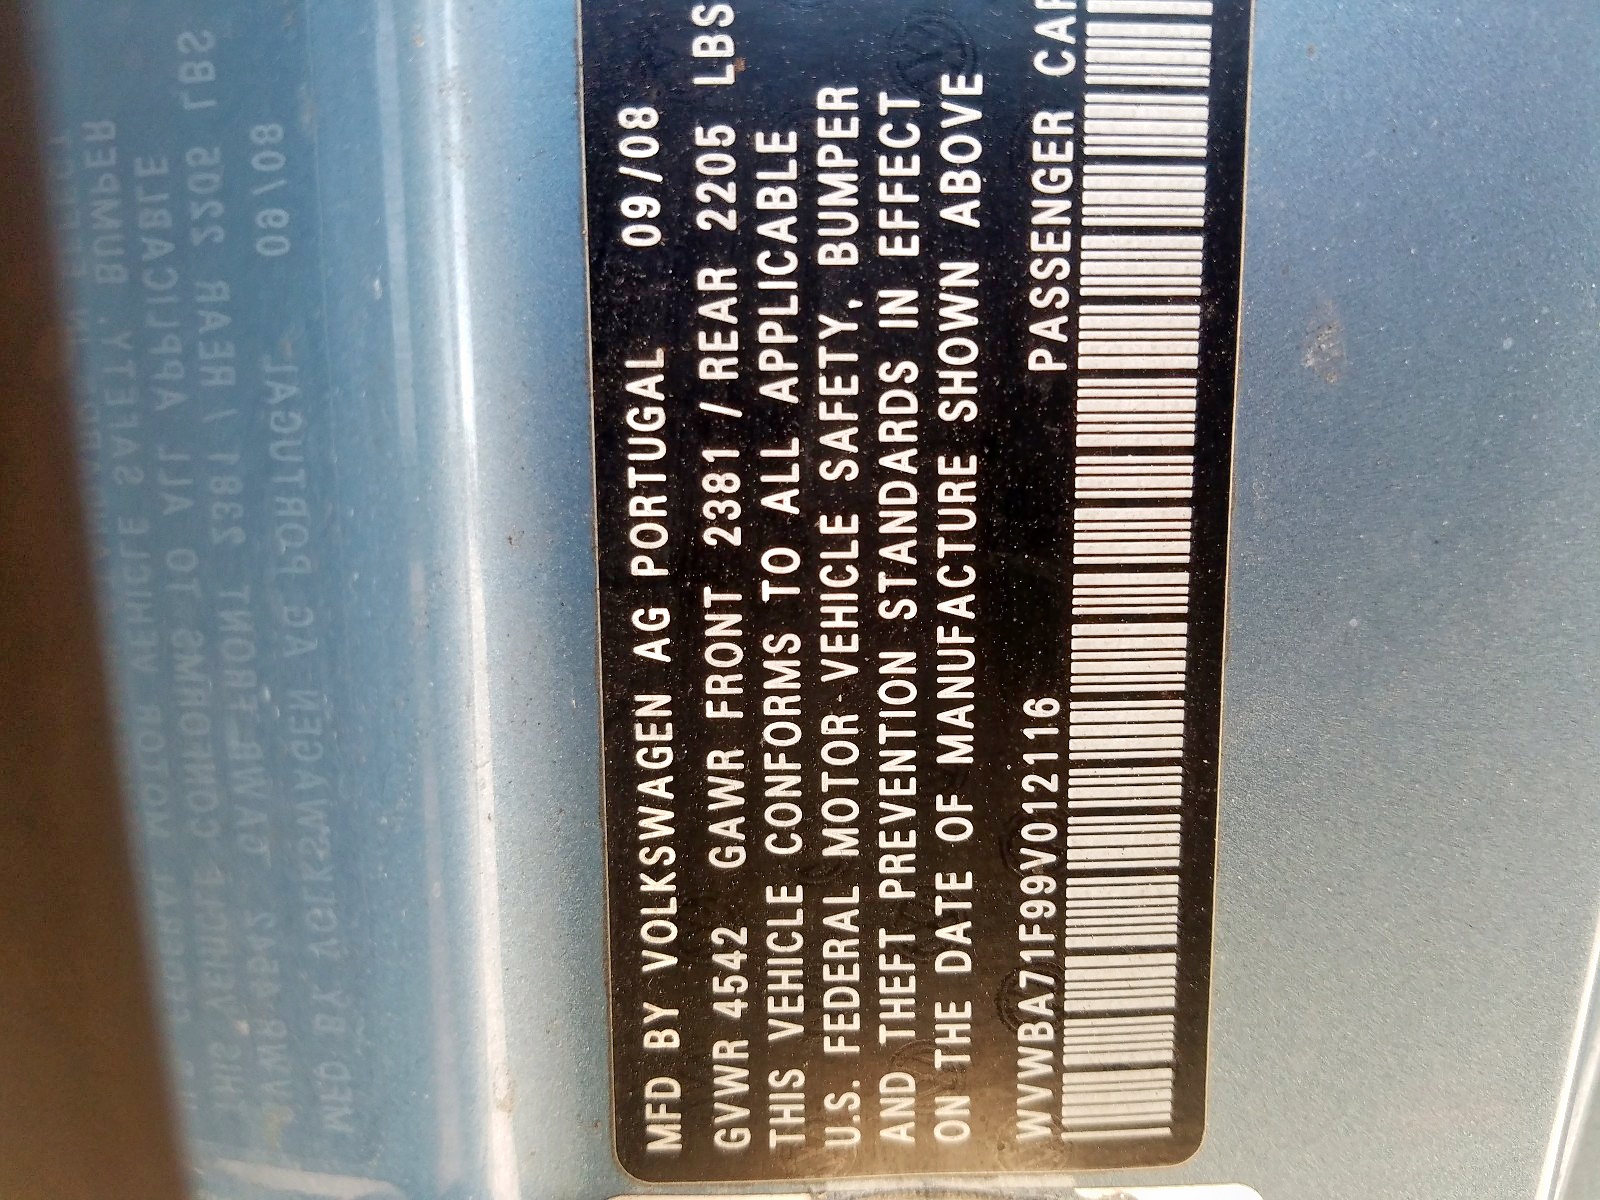 MFD BY VOLKSWAGEN AG PORTUGAL 09/08
GVWR 4542 GAWR FRONT 2381 / REAR 2205 LBS
THIS VEHICLE CONFORMS TO ALL APPLICABLE
U.S. FEDERAL MOTOR-VEHICLE SAFETY, BUMPER
AND THEFT PREVENTION STANDARDS IN EFFECT
ON THE DATE OF MANUFACTURE SHOWN ABOVE
WVWBA71F99V012116 PASSENGER CAR